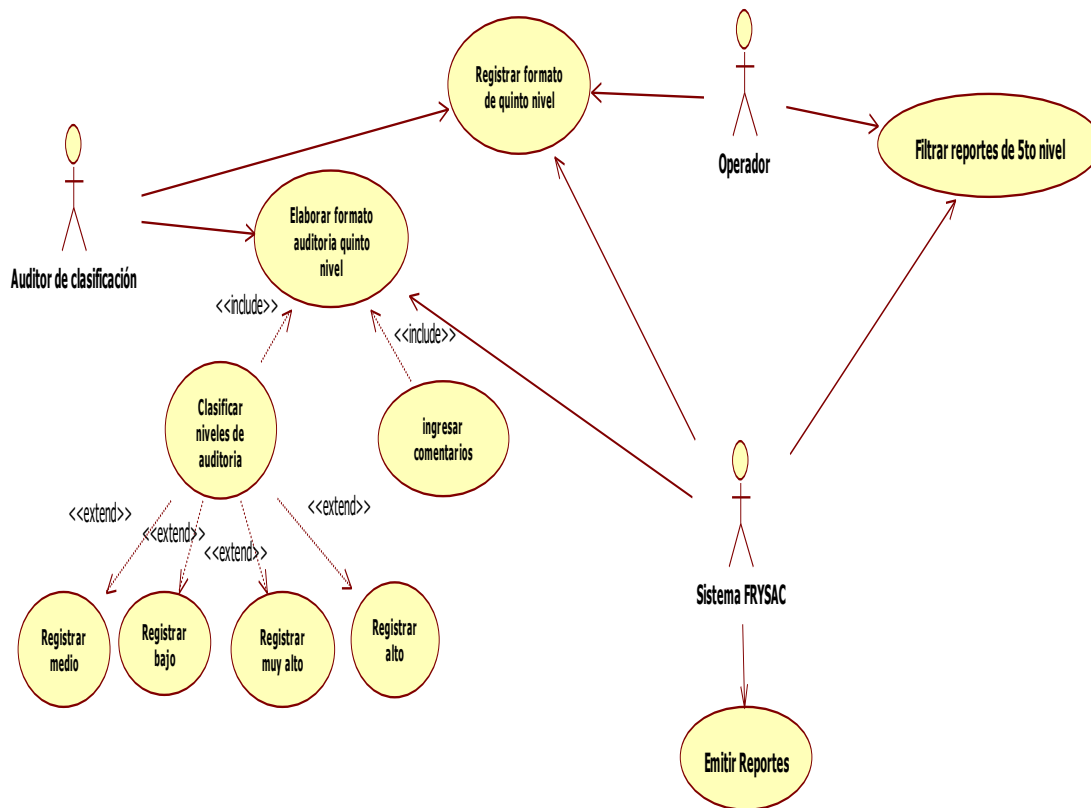 Registrar formato
de quinto nivel
Operador
Filtrar reportes de 5to nivel
Auditor de clasificación
Elaborar formato
auditoria quinto
nivel
<<include>>
<<include>>
Clasificar
niveles de
auditoria
ingresar
comentarios
<<extend>>
<<extend>>
<<extend>>
<<extend>>
Sistema FRYSAC
Registrar
medio
Registrar
bajo
Registrar
muy alto
Registrar
alto
Emitir Reportes